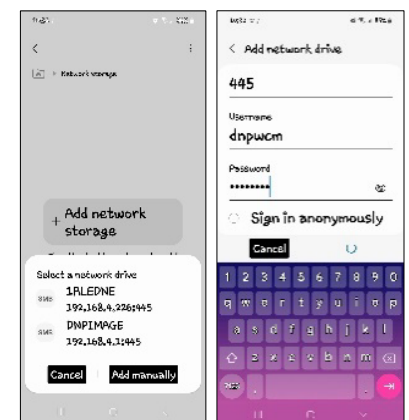 Network storage
+ Add network
storage
Select a network drive
SMB
1RLEDNE
192.168.4.226:445
SMB
DNPIMAGE
192.168.4.1:445
Cancel
Add manually
Add network drive
445
Username
dnpwcm
Password
••••••••
Sign in anonymously
Cancel
1 2 3 4 5 6 7 8 9 0
q w e r t y u i o p
a s d f g h j k l
z x c v b n m